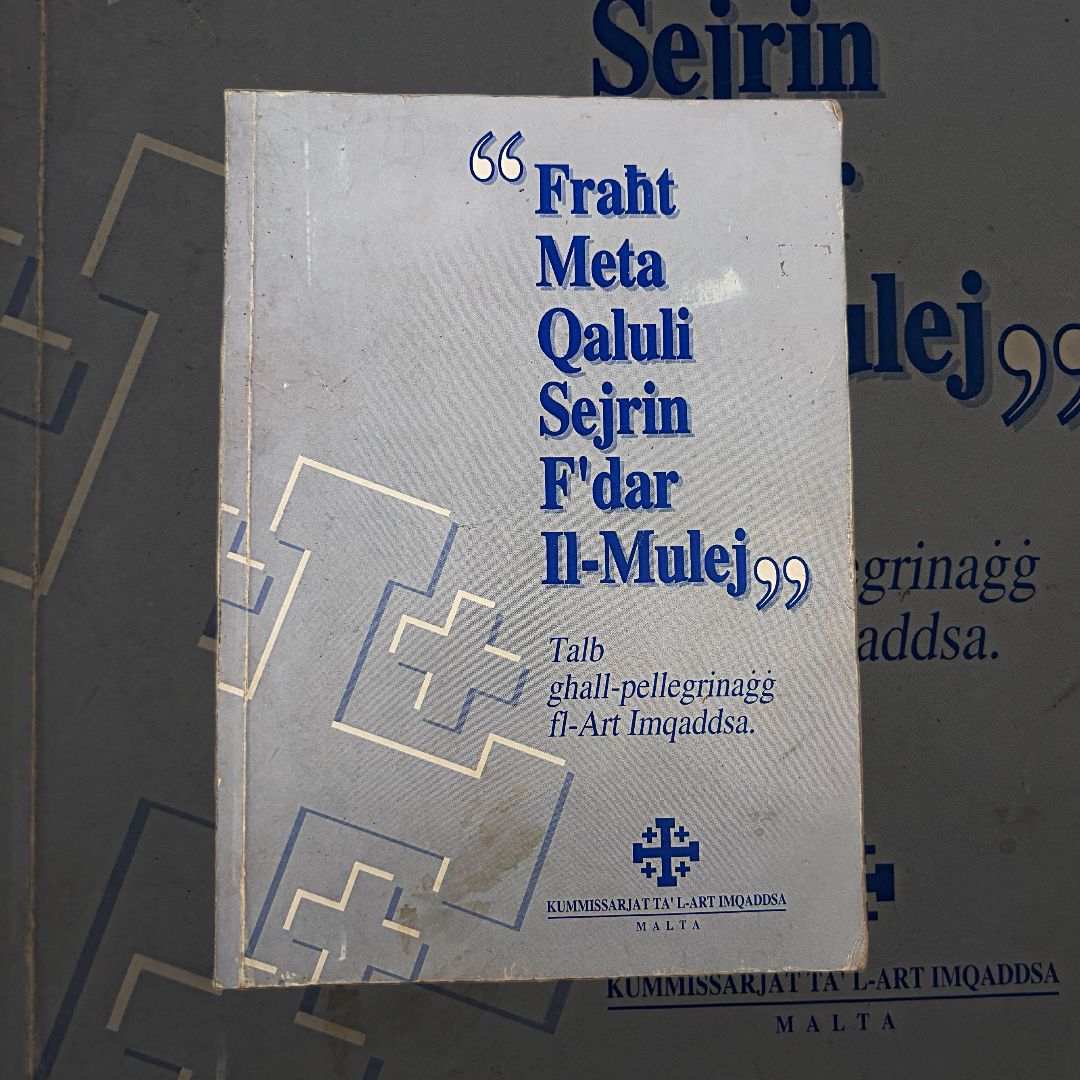 “Fraħt
Meta
Qaluli
Sejrin
F'dar
Il-Mulej”
Talb
għall-pellegrinaġġ
fl-Art Imqaddsa.
KUMMISSARJAT TA' L-ART IMQADDSA
MALTA
Sejrin
ulej”
egrinaġġ
addsa.
KUMMISSARJAT TA' L-ART IMQADDSA
MALTA